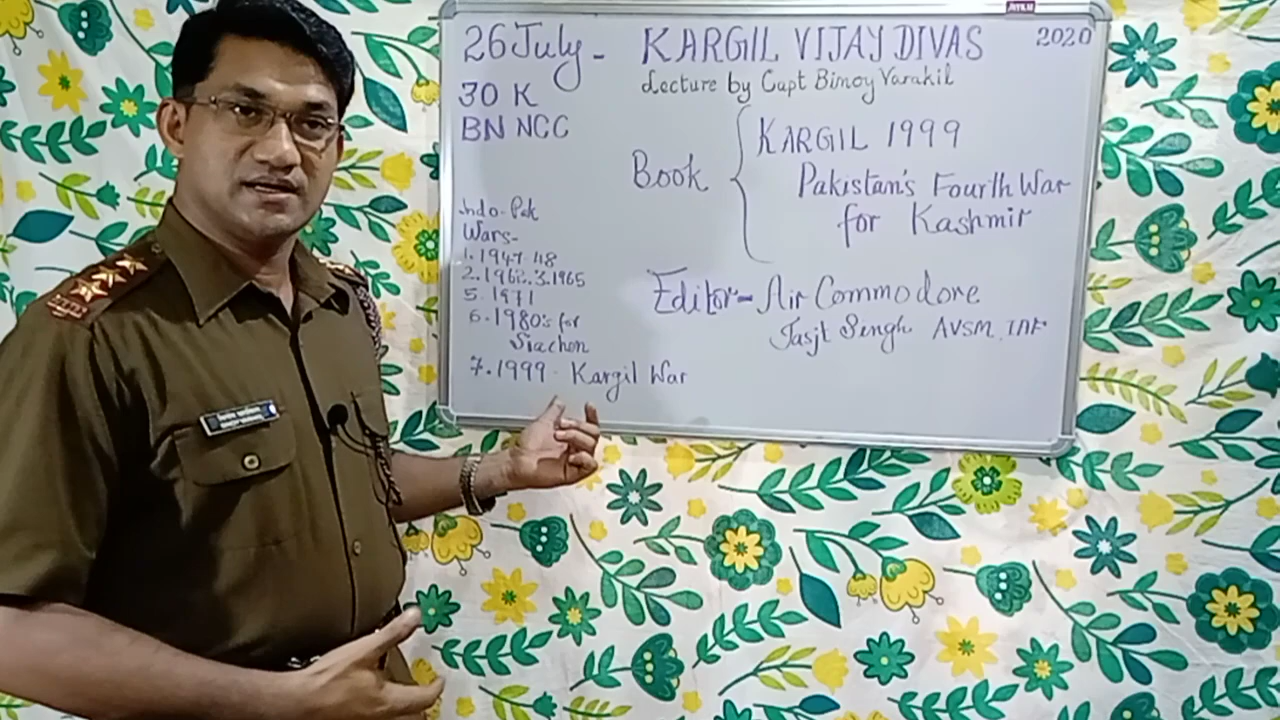 26 July - KARGIL VIJAY DIVAS 2020
Lecture by Capt Bimoy Varakil
30 K
BN NCC
Book
KARGIL 1999
Pakistan's Fourth War
for Kashmir
Indo-Pak
Wars-
1. 1947-48
2. 1962. 3. 1965
5. 1971
6. 1980's for
Siachen
7. 1999 - Kargil War
Editor - Air Commodore
Jasjt Singh AVSM, IAF